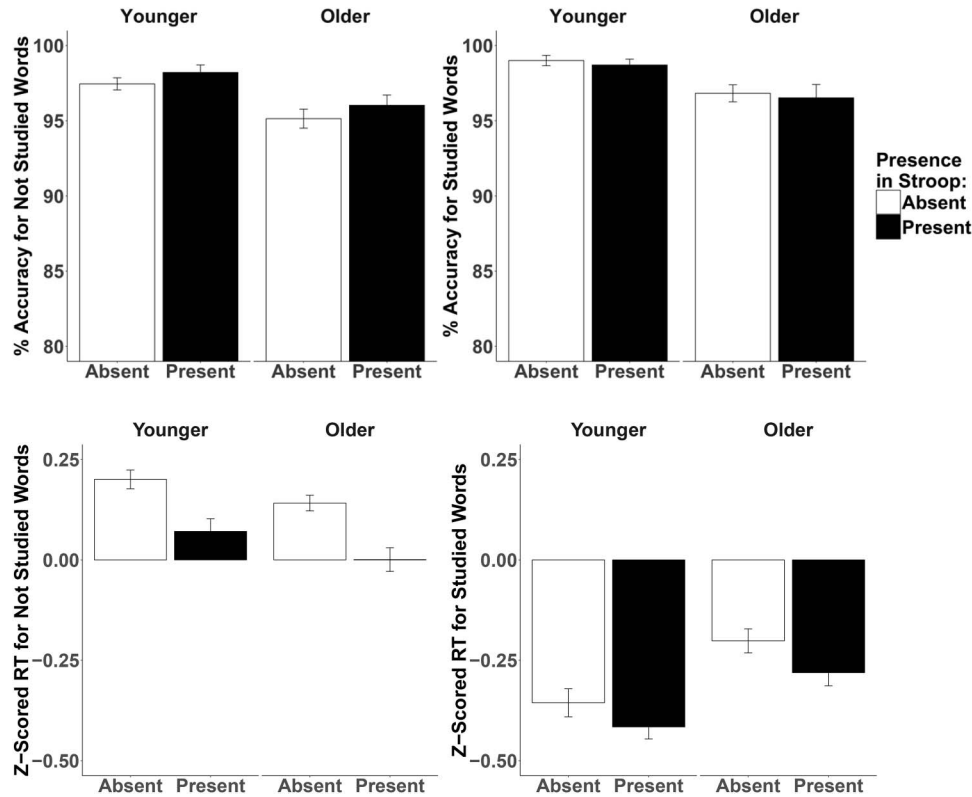 Younger
Older
% Accuracy for Not Studied Words
100
95
90
85
80
Absent
Present
Absent
Present
Younger
Older
% Accuracy for Studied Words
100
95
90
85
80
Absent
Present
Absent
Present
Presence
in Stroop:
Absent
Present
Younger
Older
Z−Scored RT for Not Studied Words
0.25
0.00
−0.25
−0.50
Absent
Present
Absent
Present
Younger
Older
Z−Scored RT for Studied Words
0.25
0.00
−0.25
−0.50
Absent
Present
Absent
Present